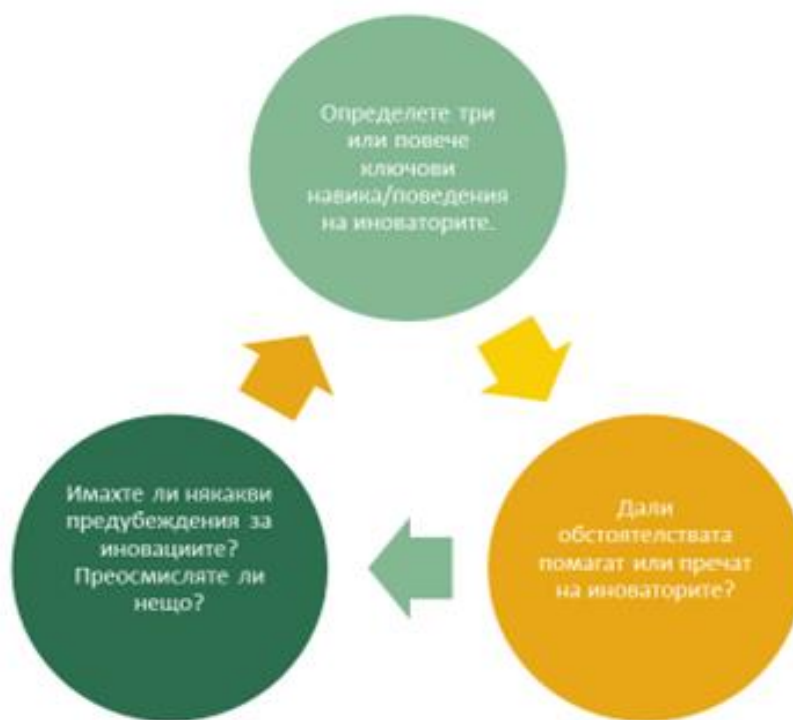 Определете три
или повече
ключови
навика/поведения
на иноваторите.
Дали
обстоятелствата
помагат или пречат
на иноваторите?
Имахте ли някакви
предубеждения за
иновациите?
Преосмисляте ли
нещо?